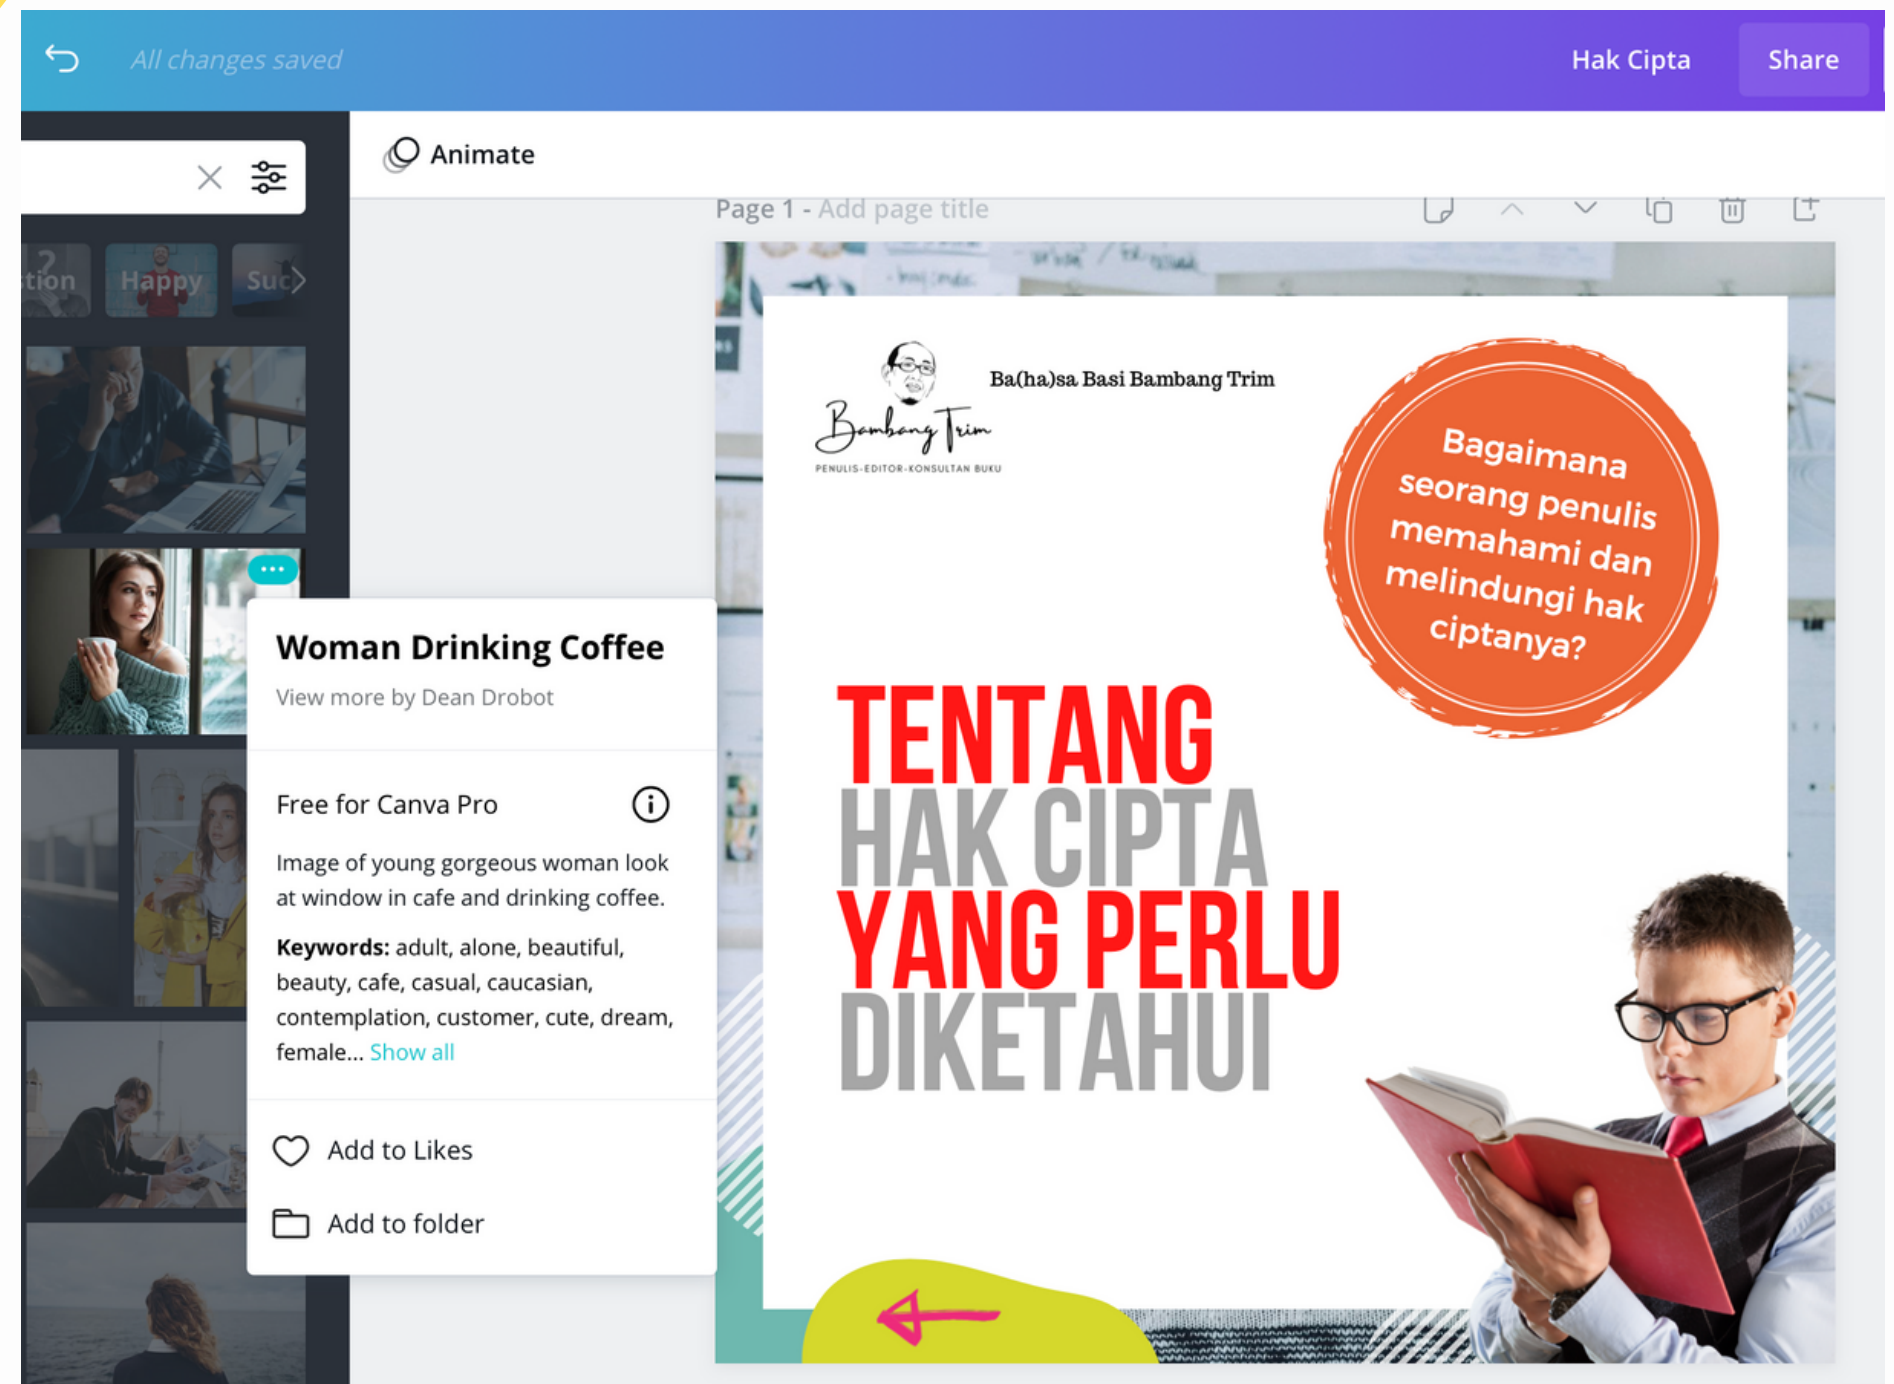 All changes saved
Hak Cipta
Share
Animate
Page 1 - Add page title
?
stion
Happy
Suc
Woman Drinking Coffee
View more by Dean Drobot
Free for Canva Pro
Image of young gorgeous woman look
at window in cafe and drinking coffee.
Keywords: adult, alone, beautiful,
beauty, cafe, casual, caucasian,
contemplation, customer, cute, dream,
female... Show all
Add to Likes
Add to folder
Bambang Trim
PENULIS-EDITOR-KONSULTAN BUKU
Ba(ha)sa Basi Bambang Trim
Bagaimana
seorang penulis
memahami dan
melindungi hak
ciptanya?
TENTANG
HAK CIPTA
YANG PERLU
DIKETAHUI